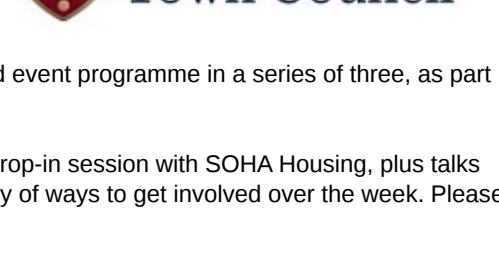 Town Council
d event programme in a series of three, as part
rop-in session with SOHA Housing, plus talks
y of ways to get involved over the week. Please